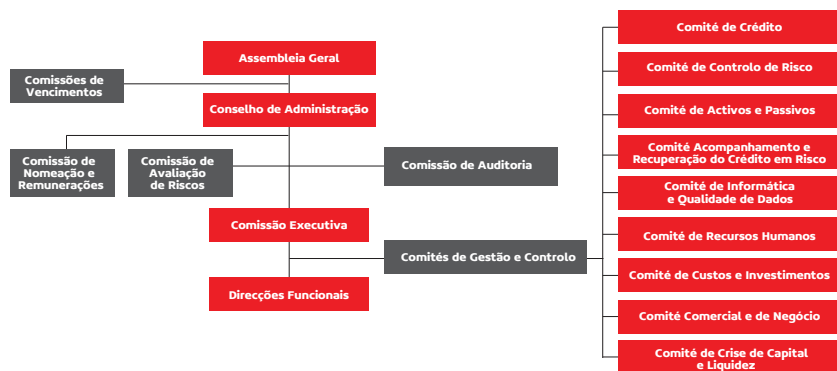 Assembleia Geral
Comissões de
Vencimentos
Conselho de Administração
Comissão de
Nomeação e
Remunerações
Comissão de
Avaliação
de Riscos
Comissão de Auditoria
Comissão Executiva
Comités de Gestão e Controlo
Direcções Funcionais
Comité de Crédito
Comité de Controlo de Risco
Comité de Activos e Passivos
Comité Acompanhamento e
Recuperação do Crédito em Risco
Comité de Informática
e Qualidade de Dados
Comité de Recursos Humanos
Comité de Custos e Investimentos
Comité Comercial e de Negócio
Comité de Crise de Capital
e Liquidez